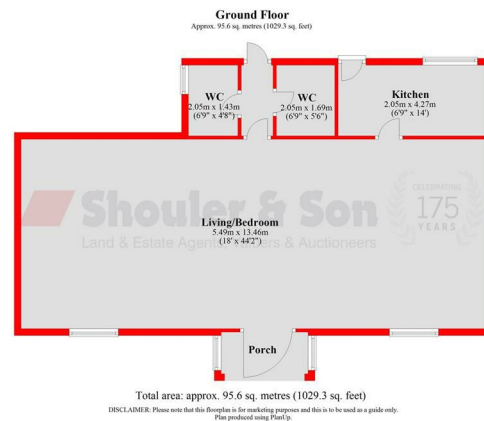 Ground Floor
Approx. 95.6 sq. metres (1029.3 sq. feet)
WC
2.05m x 1.43m
(6'9" x 4'8")
WC
2.05m x 1.69m
(6'9" x 5'6")
Kitchen
2.05m x 4.27m
(6'9" x 14')
Shouler & Son
Land & Estate Agents, Valuers & Auctioneers
CELEBRATING
175
YEARS
Living/Bedroom
5.49m x 13.46m
(18' x 44'2")
Porch
Total area: approx. 95.6 sq. metres (1029.3 sq. feet)
DISCLAIMER: Please note that this floorplan is for marketing purposes and this is to be used as a guide only.
Plan produced using PlanUp.